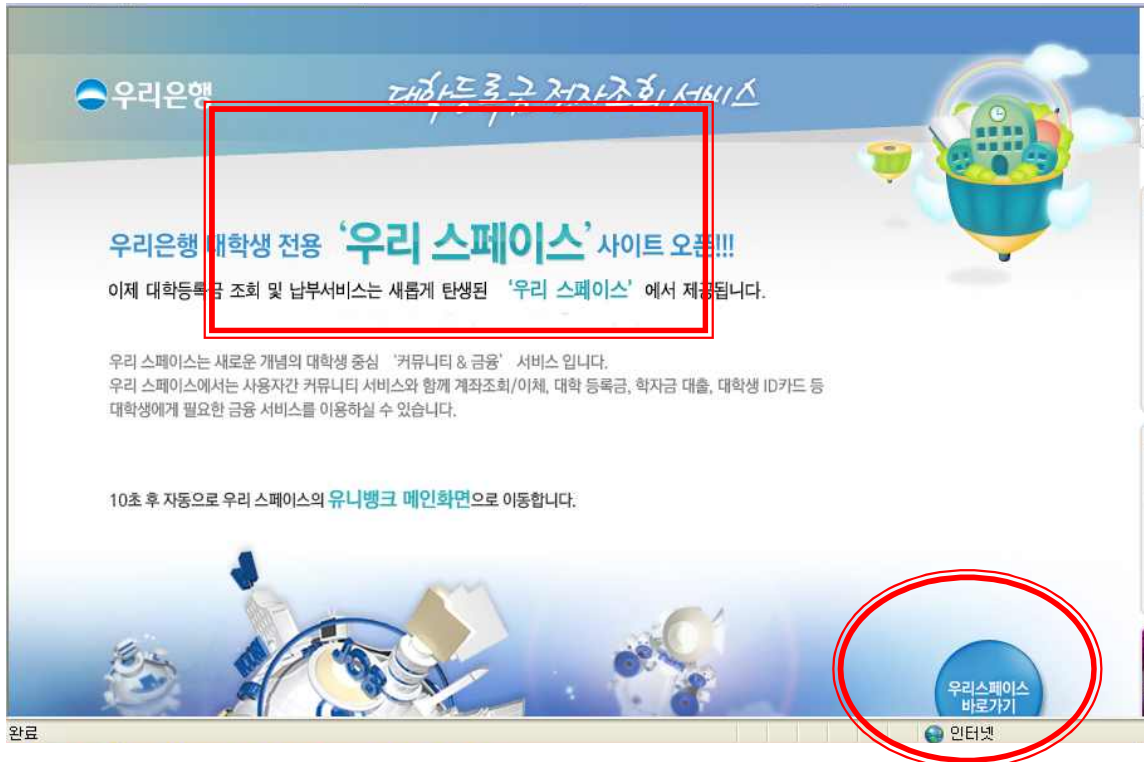 우리은행
대학등록금 전자조회 서비스
우리은행 대학생 전용 ‘우리 스페이스’ 사이트 오픈!!!
이제 대학등록금 조회 및 납부서비스는 새롭게 탄생된 ‘우리 스페이스’ 에서 제공됩니다.
우리 스페이스는 새로운 개념의 대학생 중심 ‘커뮤니티 & 금융’ 서비스 입니다.
우리 스페이스에서는 사용자간 커뮤니티 서비스와 함께 계좌조회/이체, 대학 등록금, 학자금 대출, 대학생 ID카드 등
대학생에게 필요한 금융 서비스를 이용하실 수 있습니다.
10초 후 자동으로 우리 스페이스의 유니뱅크 메인화면으로 이동합니다.
JOB
우리스페이스
바로가기
완료
인터넷